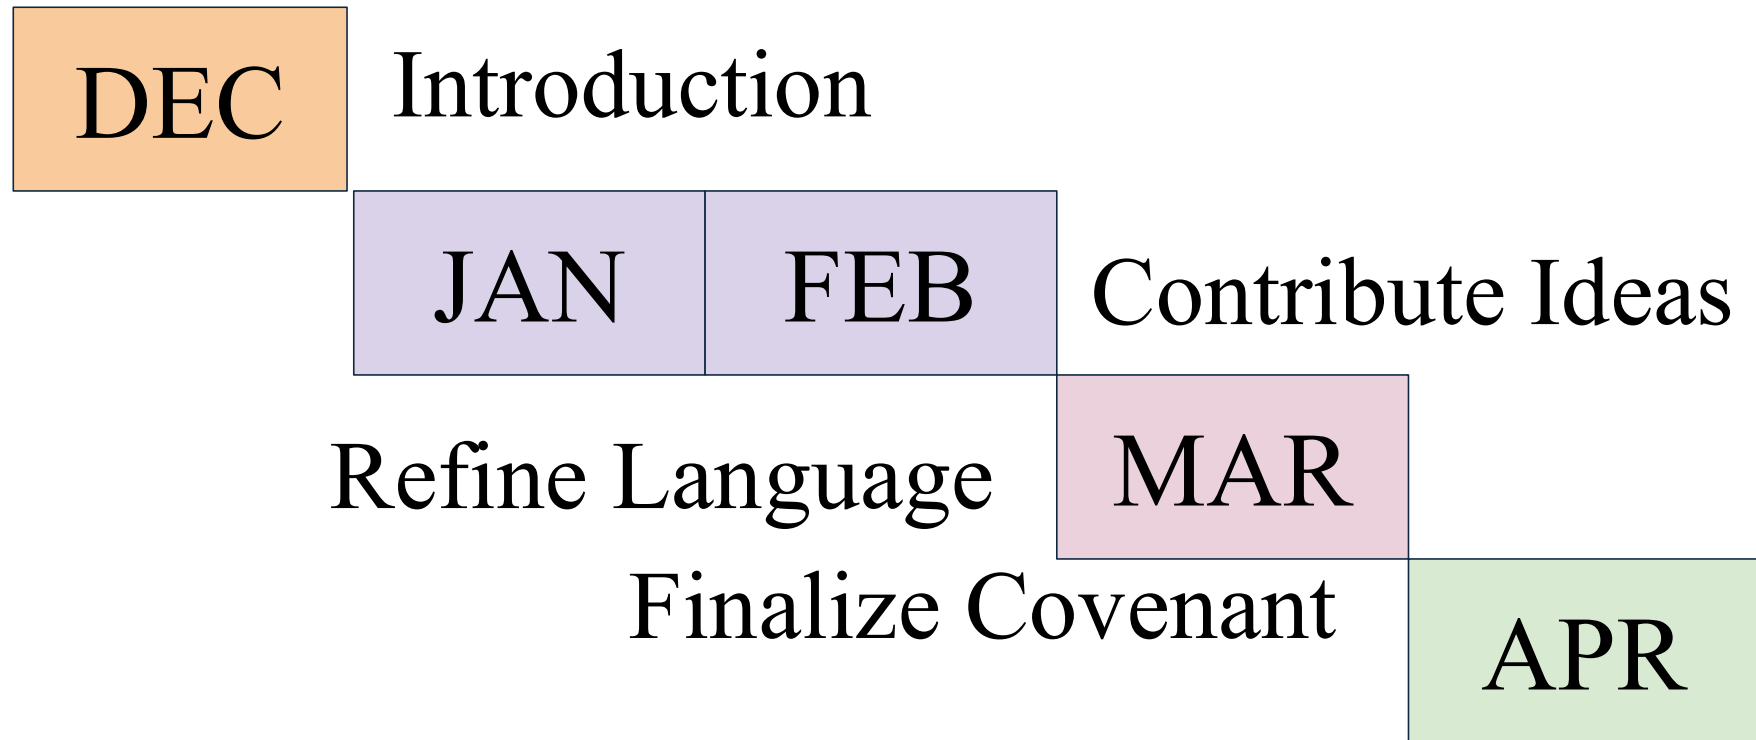 DEC Introduction
JAN FEB Contribute Ideas
Refine Language MAR
Finalize Covenant APR